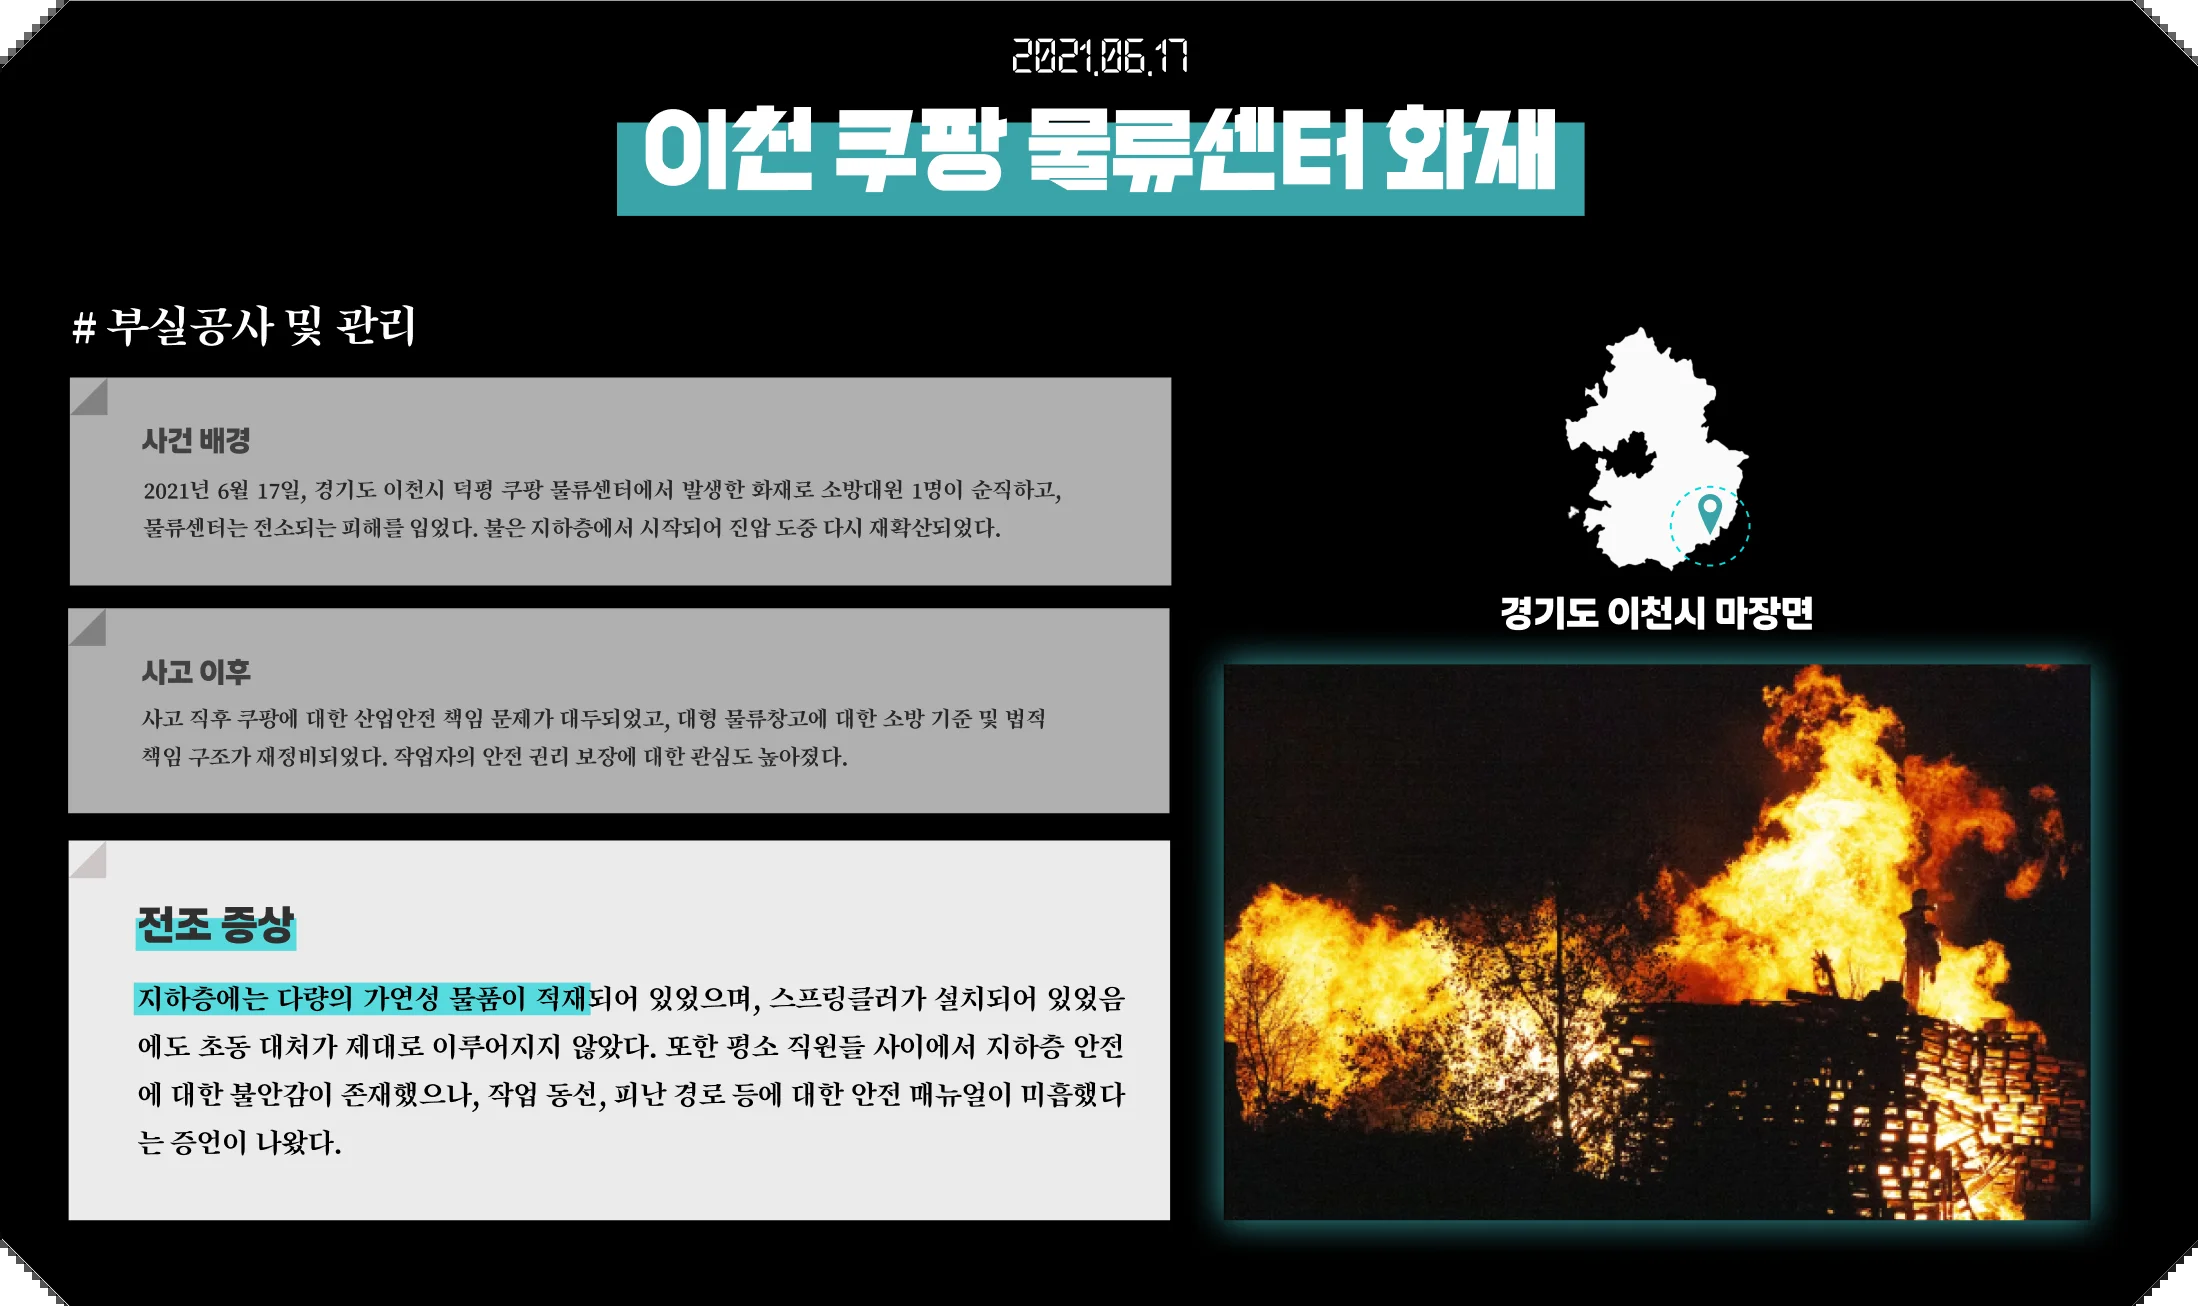 2021.06.17
이천 쿠팡 물류센터 화재
# 부실공사 및 관리
사건 배경
2021년 6월 17일, 경기도 이천시 덕평 쿠팡 물류센터에서 발생한 화재로 소방대원 1명이 순직하고,
물류센터는 전소되는 피해를 입었다. 불은 지하층에서 시작되어 진압 도중 다시 재확산되었다.
사고 이후
사고 직후 쿠팡에 대한 산업안전 책임 문제가 대두되었고, 대형 물류창고에 대한 소방 기준 및 법적
책임 구조가 재정비되었다. 작업자의 안전 권리 보장에 대한 관심도 높아졌다.
전조 증상
지하층에는 다량의 가연성 물품이 적재되어 있었으며, 스프링클러가 설치되어 있었음
에도 초동 대처가 제대로 이루어지지 않았다. 또한 평소 직원들 사이에서 지하층 안전
에 대한 불안감이 존재했으나, 작업 동선, 피난 경로 등에 대한 안전 매뉴얼이 미흡했다
는 증언이 나왔다.
경기도 이천시 마장면